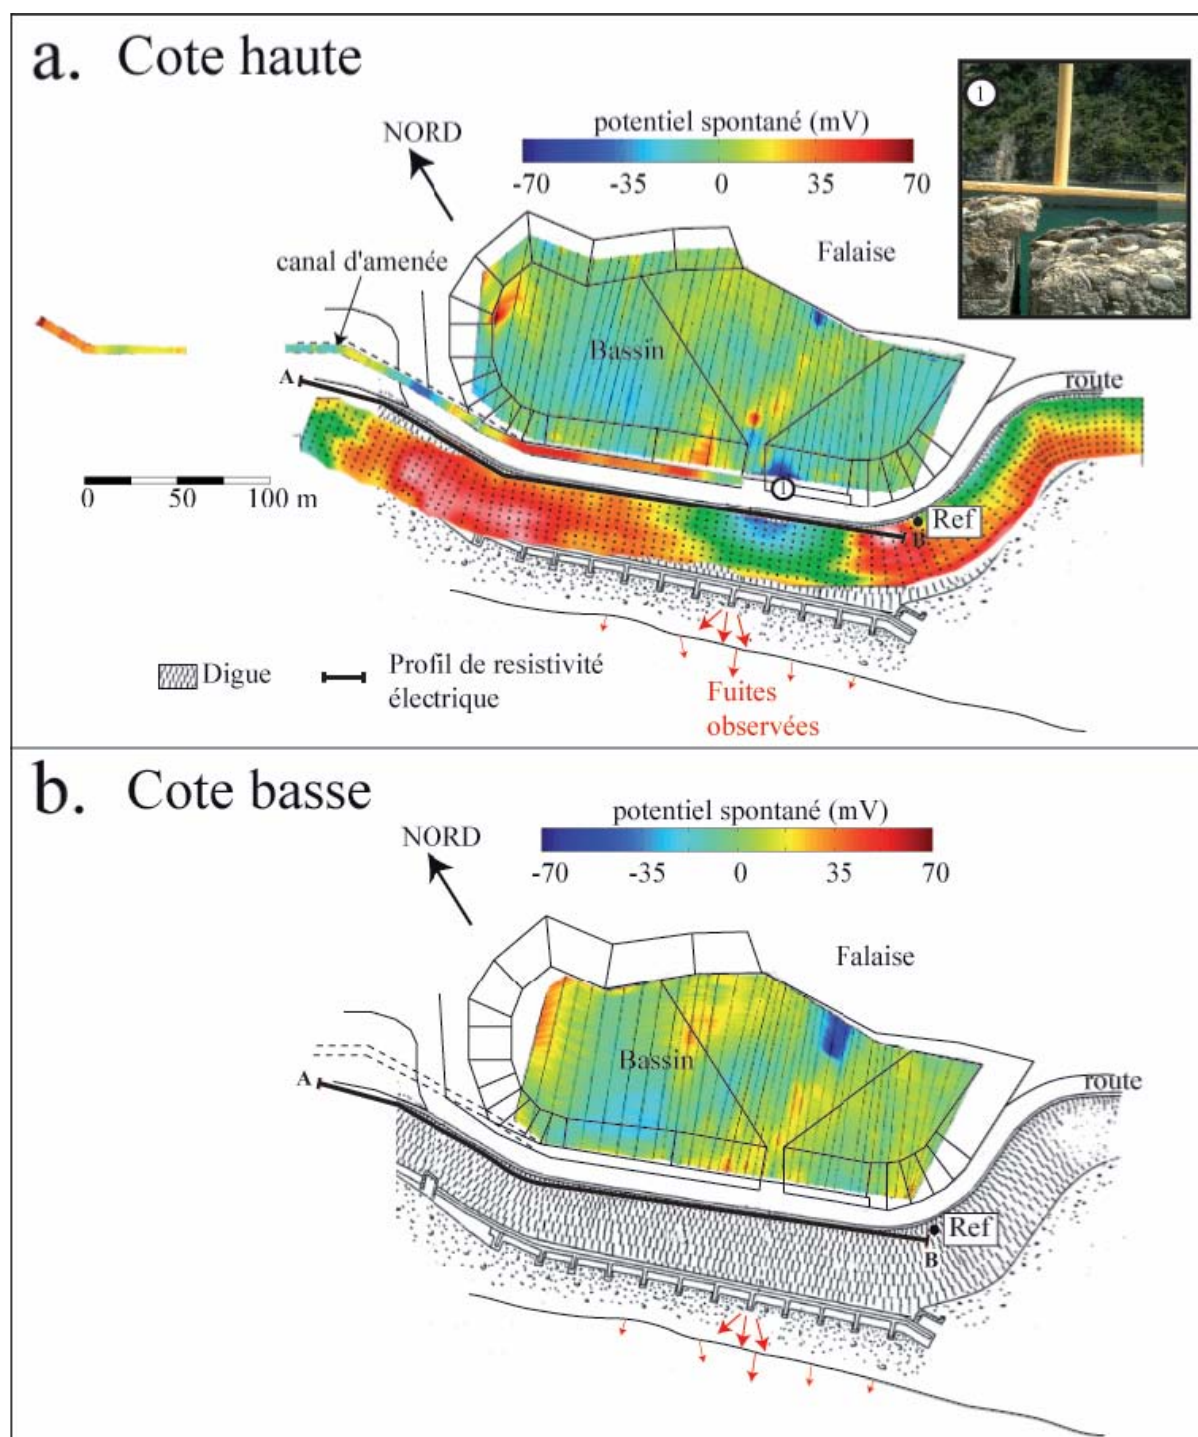 a. Cote haute
1
potentiel spontané (mV)
NORD
-70 -35 0 35 70
canal d'amenée
Falaise
Bassin
A
route
0 50 100 m
1
Ref
B
Digue
Profil de resistivité
électrique
Fuites
observées
b. Cote basse
potentiel spontané (mV)
NORD
-70 -35 0 35 70
Falaise
Bassin
A
route
Ref
B